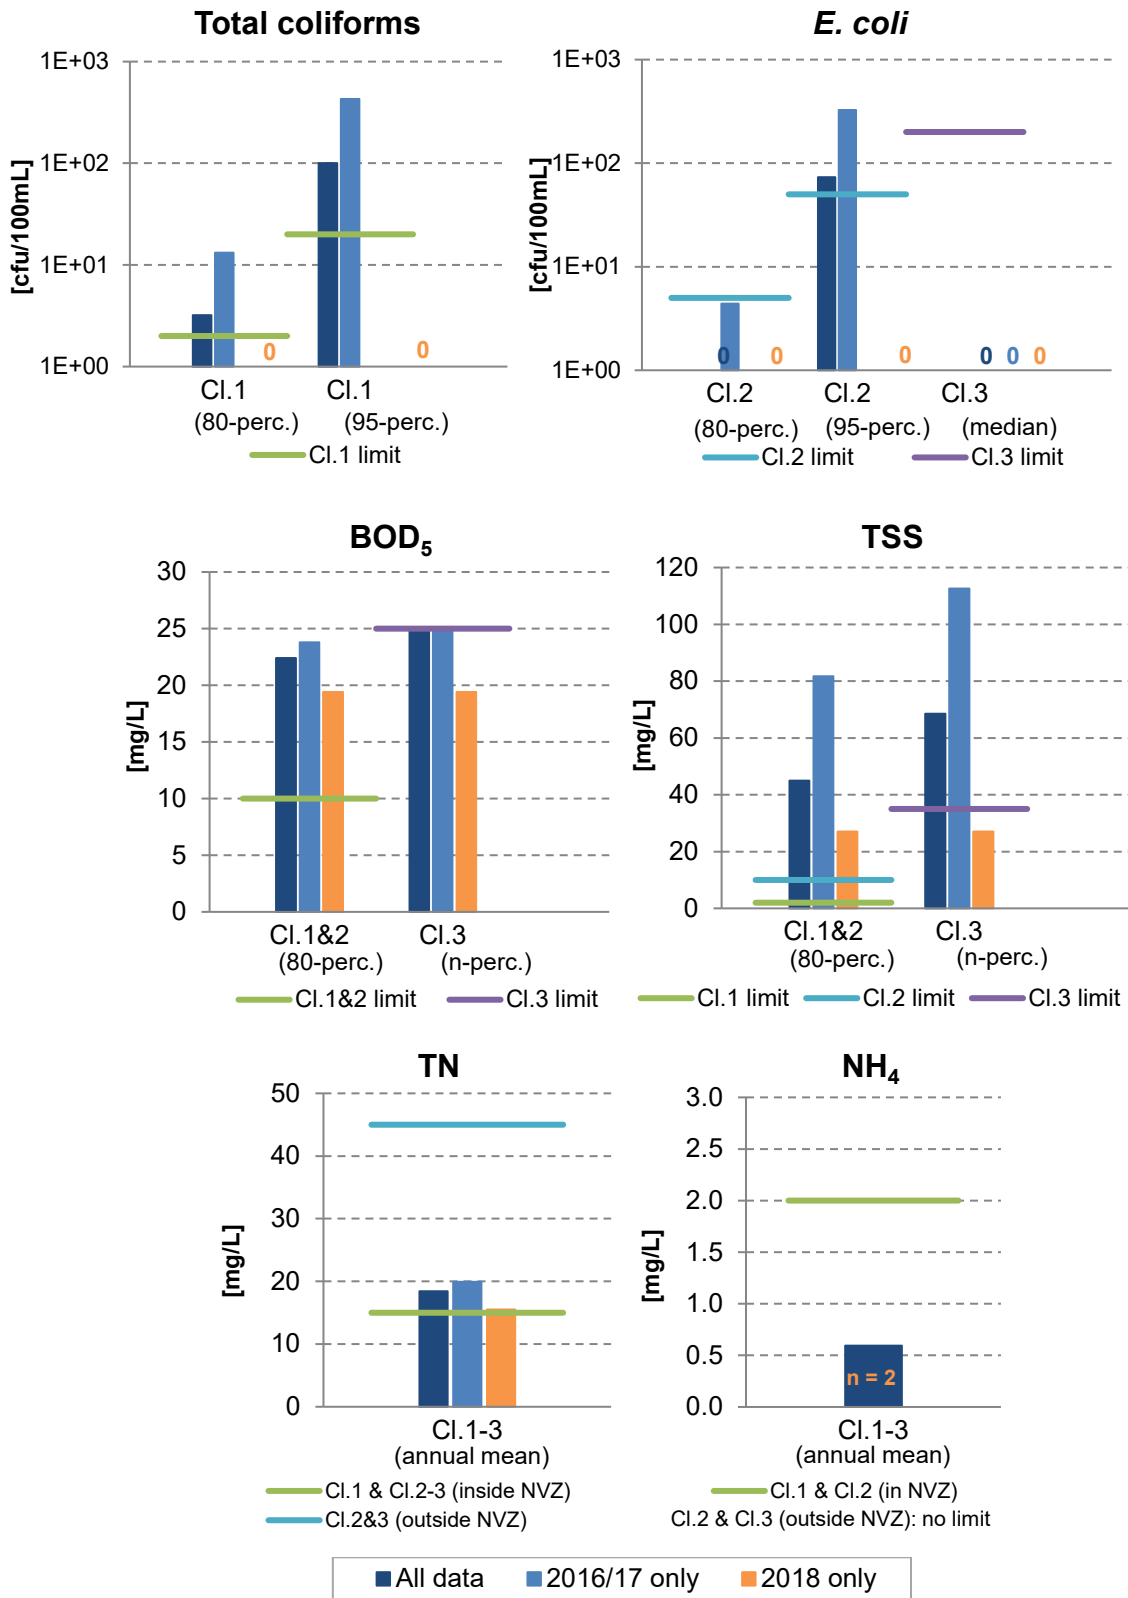 Total coliforms
[cfu/100mL]
1E+03
1E+02
1E+01
1E+00
0
0
Cl.1
(80-perc.)
Cl.1
(95-perc.)
Cl.1 limit
E. coli
[cfu/100mL]
1E+03
1E+02
1E+01
1E+00
0
0
0
0
0
0
Cl.2
(80-perc.)
Cl.2
(95-perc.)
Cl.3
(median)
Cl.2 limit
Cl.3 limit
BOD5
[mg/L]
30
25
20
15
10
5
0
Cl.1&2
(80-perc.)
Cl.3
(n-perc.)
Cl.1&2 limit
Cl.3 limit
TSS
[mg/L]
120
100
80
60
40
20
0
Cl.1&2
(80-perc.)
Cl.3
(n-perc.)
Cl.1 limit
Cl.2 limit
Cl.3 limit
TN
[mg/L]
50
40
30
20
10
0
Cl.1-3
(annual mean)
Cl.1 & Cl.2-3 (inside NVZ)
Cl.2&3 (outside NVZ)
NH4
[mg/L]
3.0
2.5
2.0
1.5
1.0
0.5
0.0
n = 2
Cl.1-3
(annual mean)
Cl.1 & Cl.2 (in NVZ)
Cl.2 & Cl.3 (outside NVZ): no limit
All data
2016/17 only
2018 only